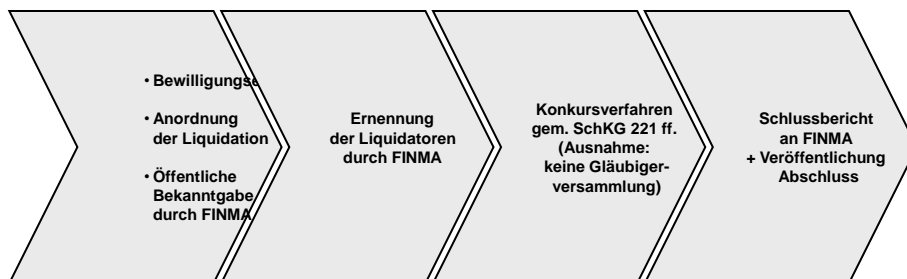 • Bewilligungse
• Anordnung
der Liquidation
• Öffentliche
Bekanntgabe
durch FINMA
Ernennung
der Liquidatoren
durch FINMA
Konkursverfahren
gem. SchKG 221 ff.
(Ausnahme:
keine Gläubiger-
versammlung)
Schlussbericht
an FINMA
+ Veröffentlichung
Abschluss